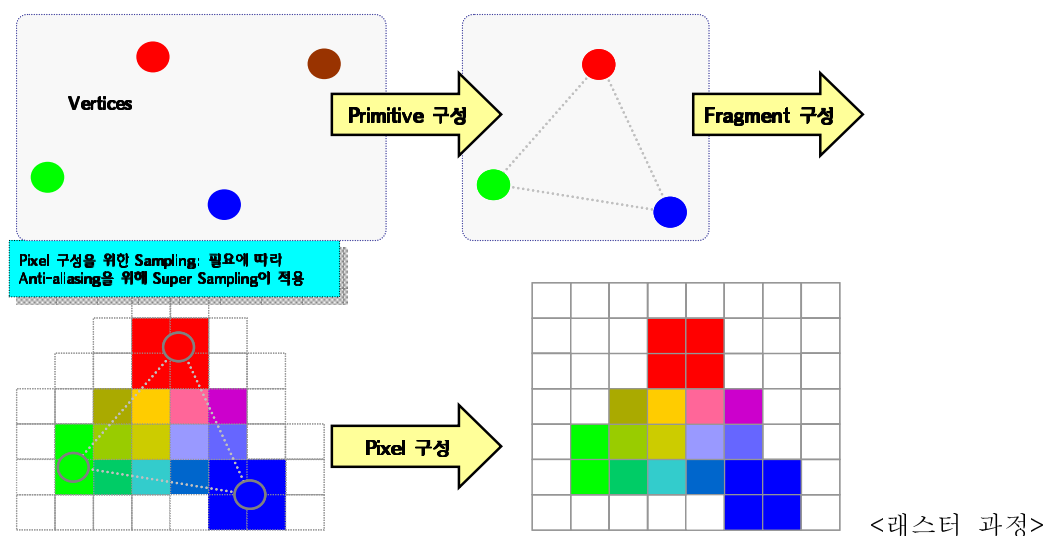 Vertices
Primitive 구성
Fragment 구성
Pixel 구성을 위한 Sampling: 필요에 따라
Anti-aliasing을 위해 Super Sampling이 적용
Pixel 구성
<래스터 과정>